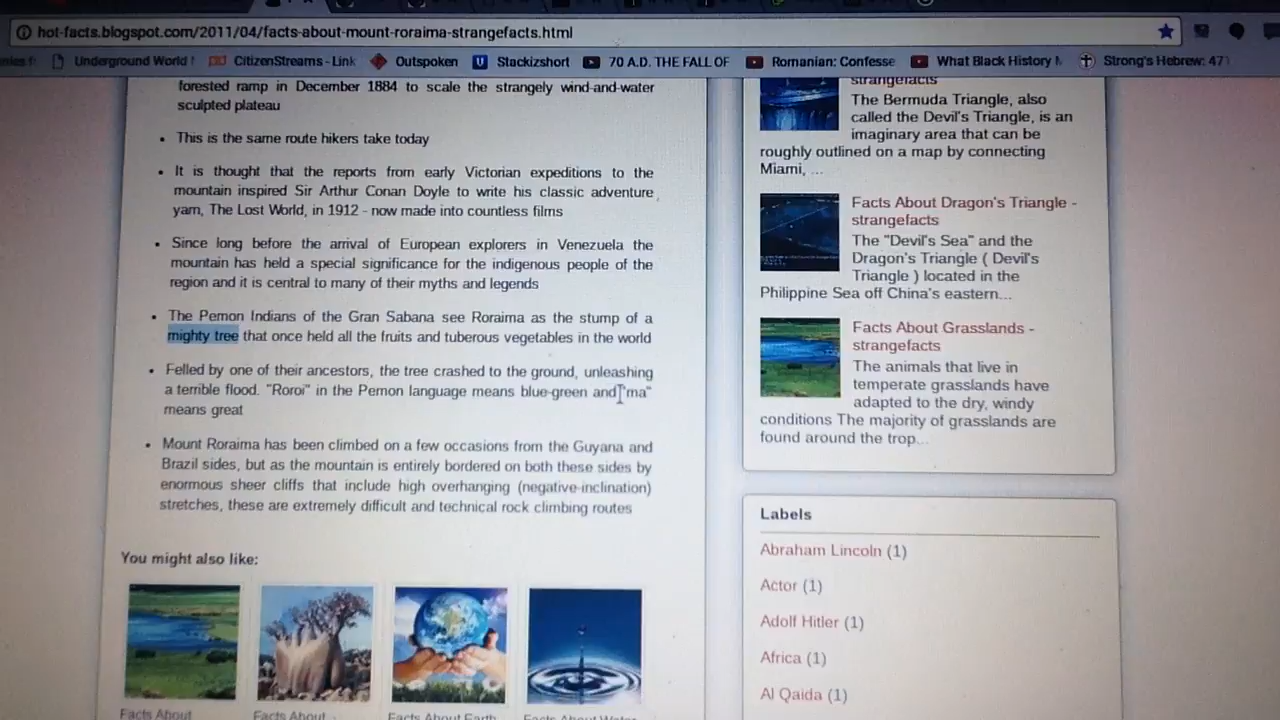 hot-facts.blogspot.com/2011/04/facts-about-mount-roraima-strangefacts.html
Underground World
CitizenStreams - Link
Outspoken
Stackizshort
70 A.D. THE FALL OF
Romanian: Confesse
What Black History
Strong's Hebrew: 47
forested ramp in December 1884 to scale the strangely wind-and-water
sculpted plateau
• This is the same route hikers take today
• It is thought that the reports from early Victorian expeditions to the
mountain inspired Sir Arthur Conan Doyle to write his classic adventure
yarn, The Lost World, in 1912 - now made into countless films
• Since long before the arrival of European explorers in Venezuela the
mountain has held a special significance for the indigenous people of the
region and it is central to many of their myths and legends
• The Pemon Indians of the Gran Sabana see Roraima as the stump of a
mighty tree that once held all the fruits and tuberous vegetables in the world
• Felled by one of their ancestors, the tree crashed to the ground, unleashing
a terrible flood. "Roroi" in the Pemon language means blue-green and "ma"
means great
• Mount Roraima has been climbed on a few occasions from the Guyana and
Brazil sides, but as the mountain is entirely bordered on both these sides by
enormous sheer cliffs that include high overhanging (negative-inclination)
stretches, these are extremely difficult and technical rock climbing routes
You might also like:
Facts About
Facts About
Facts About Earth
Facts About Water
strangefacts
The Bermuda Triangle, also
called the Devil's Triangle, is an
imaginary area that can be
roughly outlined on a map by connecting
Miami, ...
Facts About Dragon's Triangle -
strangefacts
The "Devil's Sea" and the
Dragon's Triangle ( Devil's
Triangle ) located in the
Philippine Sea off China's eastern...
Facts About Grasslands -
strangefacts
The animals that live in
temperate grasslands have
adapted to the dry, windy
conditions The majority of grasslands are
found around the trop...
Labels
Abraham Lincoln (1)
Actor (1)
Adolf Hitler (1)
Africa (1)
Al Qaida (1)